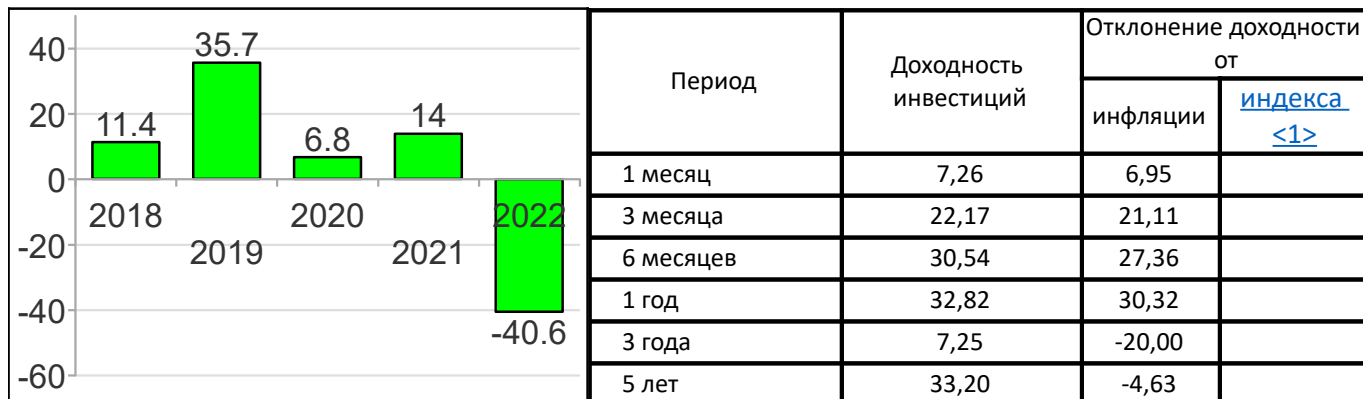 40
20
0
-20
-40
-60
11.4
35.7
6.8
14
-40.6
2018
2019
2020
2021
2022
Период
Доходность
инвестиций
Отклонение доходности
от
инфляции
индекса
<1>
1 месяц 7,26 6,95
3 месяца 22,17 21,11
6 месяцев 30,54 27,36
1 год 32,82 30,32
3 года 7,25 -20,00
5 лет 33,20 -4,63